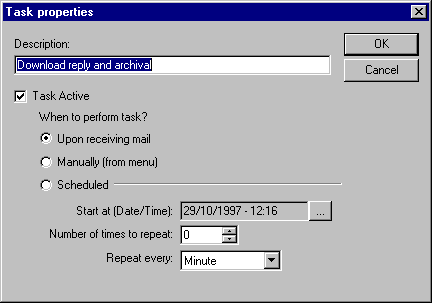 Task properties
Description:
OK
Download reply and archival
Cancel
Task Active
When to perform task?
Upon receiving mail
Manually (from menu)
Scheduled
Start at (Date/Time): 29/10/1997 - 12:16 ...
Number of times to repeat: 0
Repeat every: Minute